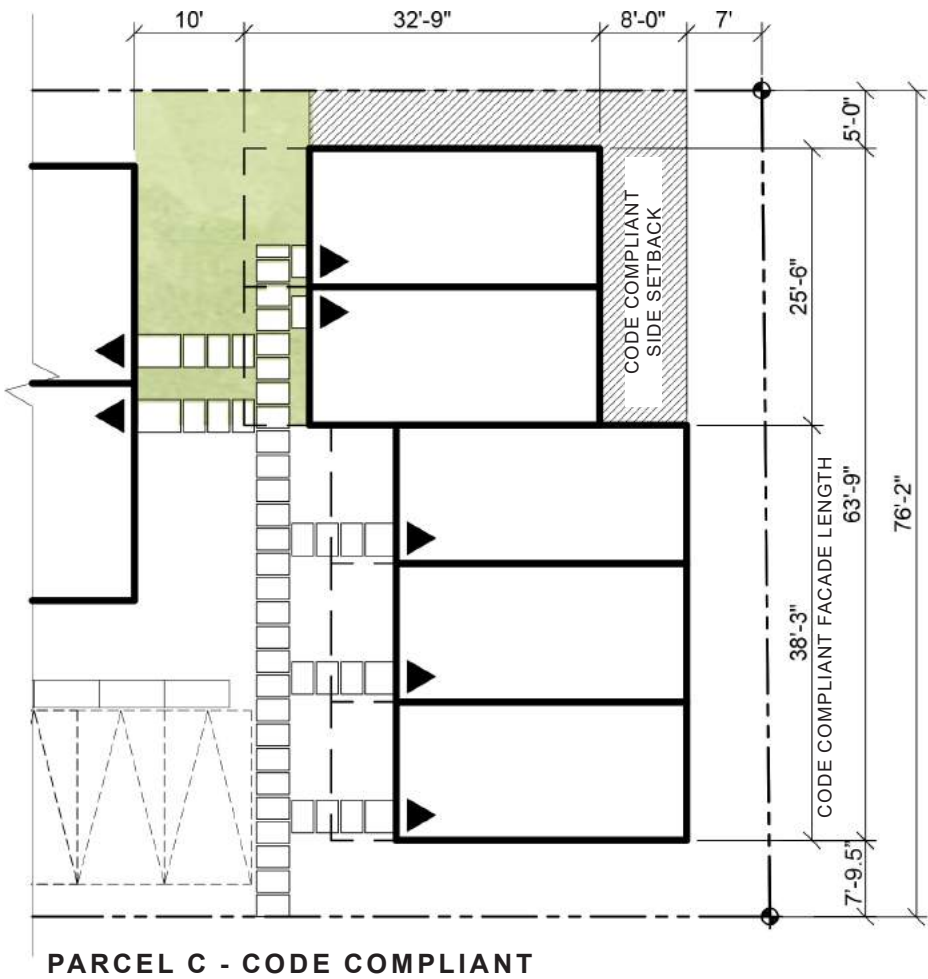 10'
32'-9"
8'-0"
7'
5'-0"
CODE COMPLIANT
SIDE SETBACK
25'-6"
63'-9"
76'-2"
38'-3"
CODE COMPLIANT FACADE LENGTH
7'-9.5"
PARCEL C - CODE COMPLIANT